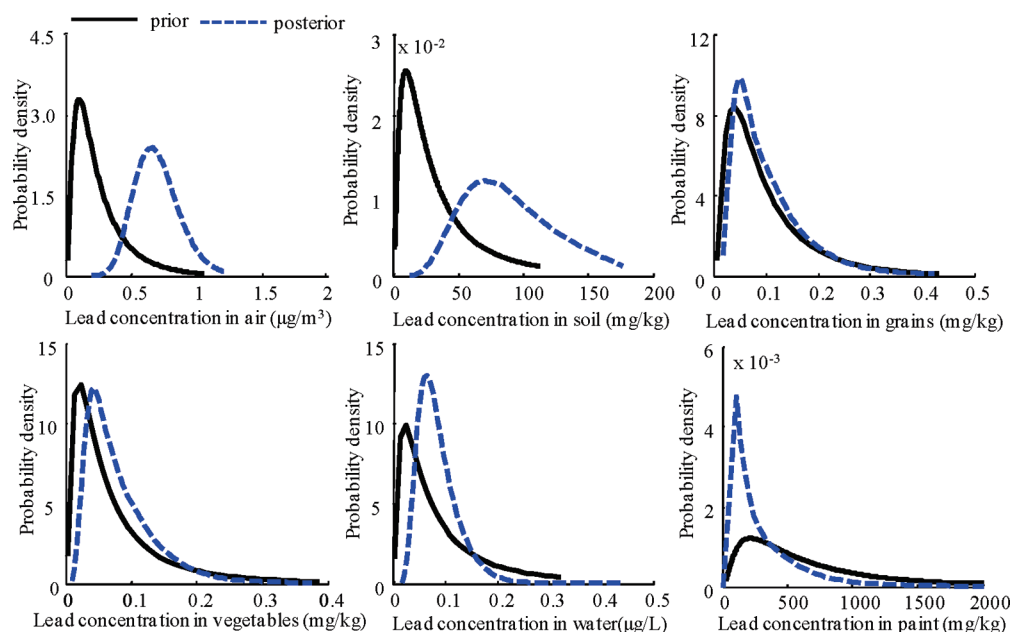 prior posterior
4.5
3.0
1.5
0
Probability density
0 0.5 1 1.5 2
Lead concentration in air (μg/m³)
3
x 10⁻²
2
1
0
Probability density
0 50 100 150 200
Lead concentration in soil (mg/kg)
12
8
4
0
Probability density
0 0.1 0.2 0.3 0.4 0.5
Lead concentration in grains (mg/kg)
15
10
5
0
Probability density
0 0.1 0.2 0.3 0.4
Lead concentration in vegetables (mg/kg)
15
10
5
0
Probability density
0 0.1 0.2 0.3 0.4 0.5
Lead concentration in water(μg/L)
6
x 10⁻³
4
2
0
Probability density
0 500 1000 1500 2000
Lead concentration in paint (mg/kg)